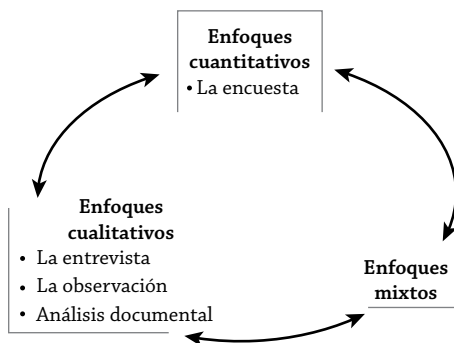 Enfoques
cuantitativos
• La encuesta
Enfoques
cualitativos
• La entrevista
• La observación
• Análisis documental
Enfoques
mixtos